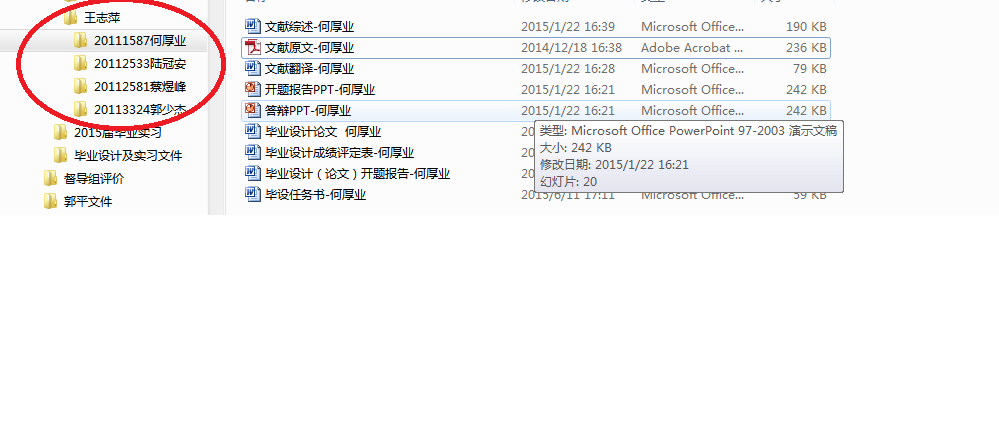 王志萍
20111587何厚业
20112533陆冠安
20112581蔡煜峰
20113324郭少杰
2015届毕业实习
毕业设计及实习文件
督导组评价
郭平文件
文献综述-何厚业 2015/1/22 16:39 Microsoft Office... 190 KB
文献原文-何厚业 2014/12/18 16:38 Adobe Acrobat ... 236 KB
文献翻译-何厚业 2015/1/22 16:28 Microsoft Office... 79 KB
开题报告PPT-何厚业 2015/1/22 16:21 Microsoft Office... 242 KB
答辩PPT-何厚业 2015/1/22 16:21 Microsoft Office... 242 KB
毕业设计论文 何厚业 20
毕业设计成绩评定表-何厚业 20
毕业设计（论文）开题报告-何厚业 20
毕设任务书-何厚业 2015/6/11 17:11 Microsoft Office... 59 KB
类型: Microsoft Office PowerPoint 97-2003 演示文稿
大小: 242 KB
修改日期: 2015/1/22 16:21
幻灯片: 20